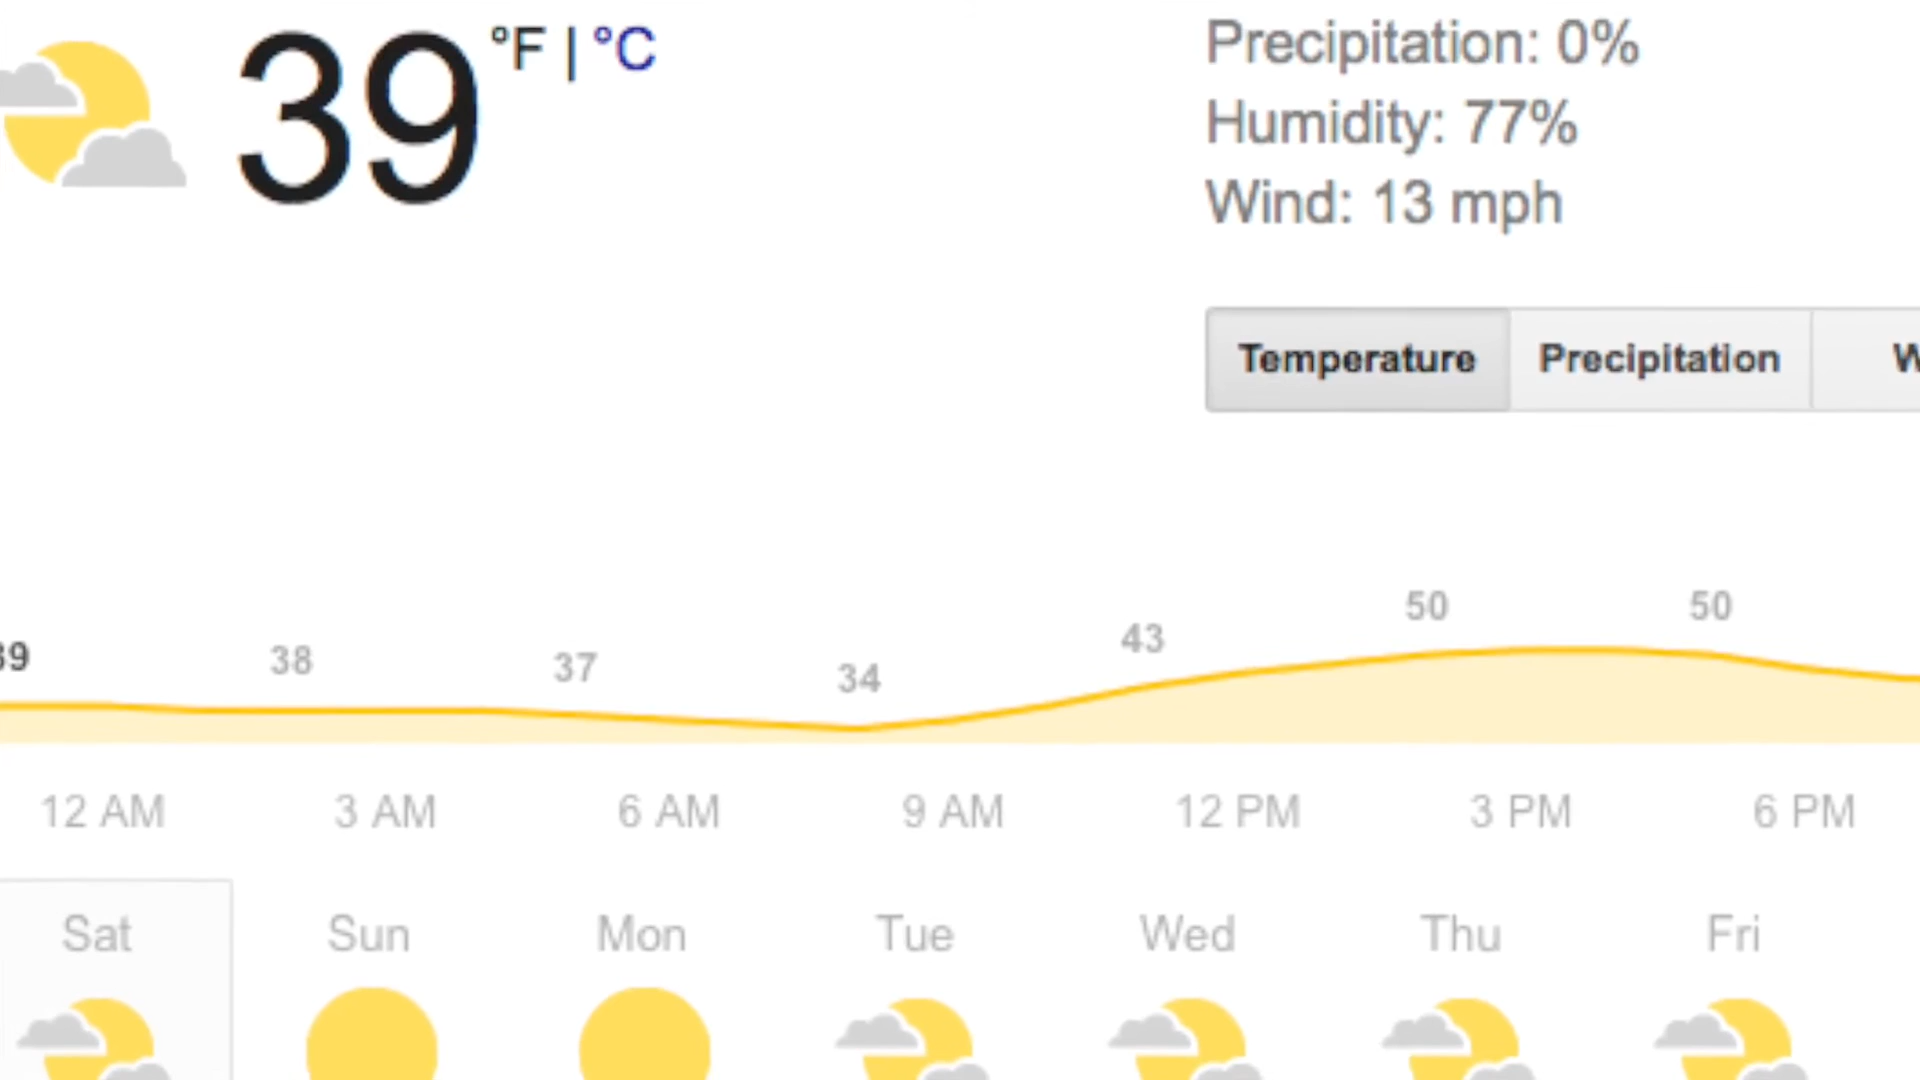 39 °F | °C
Precipitation: 0%
Humidity: 77%
Wind: 13 mph
Temperature Precipitation
39 38 37 34 43 50 50
12 AM 3 AM 6 AM 9 AM 12 PM 3 PM 6 PM
Sat Sun Mon Tue Wed Thu Fri